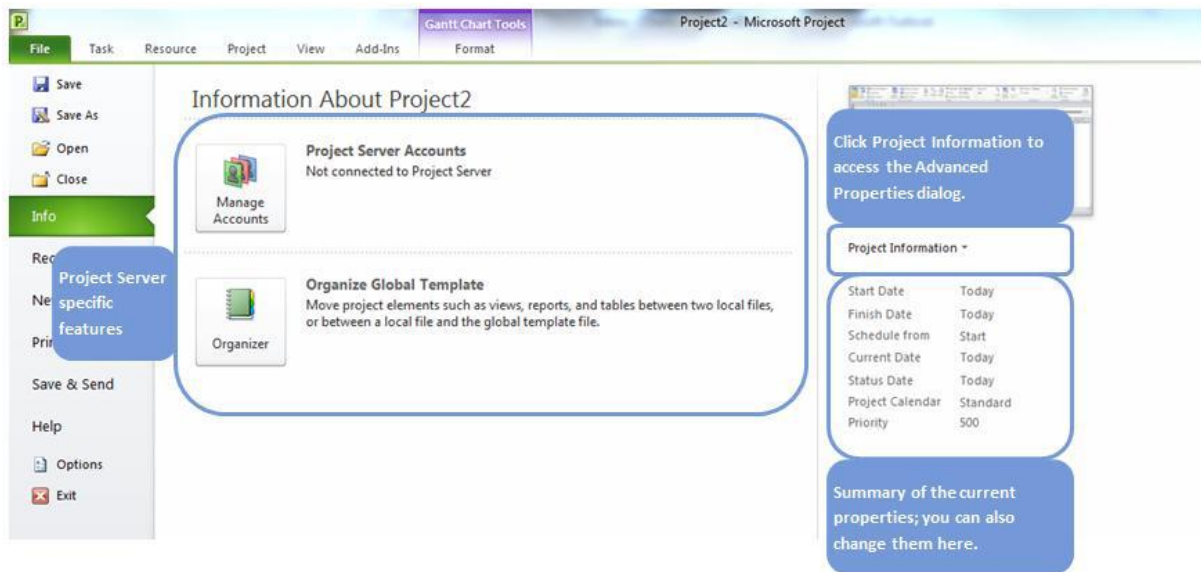 Project2 - Microsoft Project
Gantt Chart Tools
File Task Resource Project View Add-Ins Format
Save
Save As
Open
Close
Info
Help
Save & Send
Options
Exit
Project Server
specific
features
Information About Project2
Manage
Accounts
Project Server Accounts
Not connected to Project Server
Organizer
Organize Global Template
Move project elements such as views, reports, and tables between two local files,
or between a local file and the global template file.
Click Project Information to
access the Advanced
Properties dialog.
Project Information
Start Date Today
Finish Date Today
Schedule from Start
Current Date Today
Status Date Today
Project Calendar Standard
Priority 500
Summary of the current
properties; you can also
change them here.